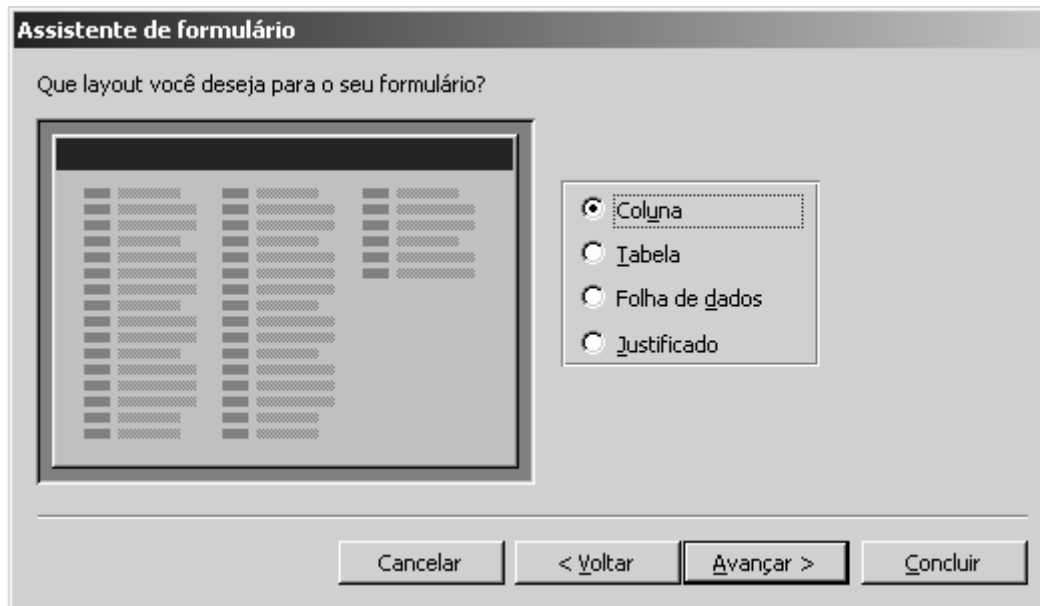 Assistente de formulário
Que layout você deseja para o seu formulário?
Coluna
Tabela
Folha de dados
Justificado
Cancelar
< Voltar
Avançar >
Concluir